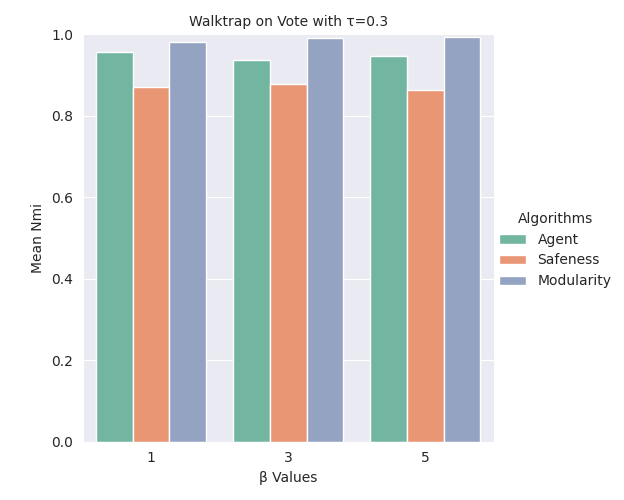 Walktrap on Vote with τ=0.3
1.0
0.8
0.6
0.4
0.2
0.0
Mean Nmi
1 3 5
β Values
Algorithms
Agent
Safeness
Modularity